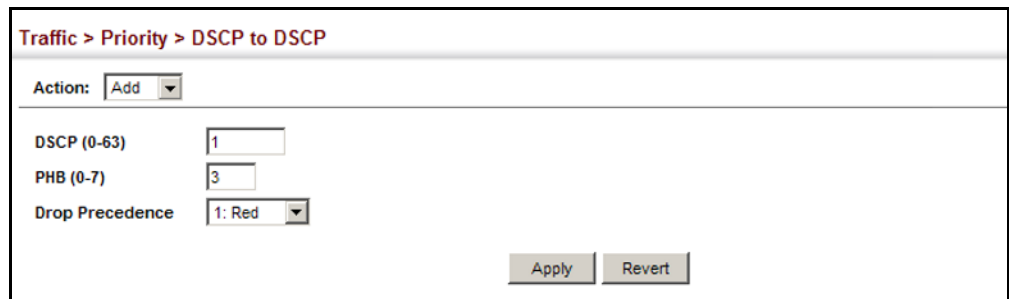 Traffic > Priority > DSCP to DSCP
Action: Add
DSCP (0-63) 1
PHB (0-7) 3
Drop Precedence 1: Red
Apply Revert